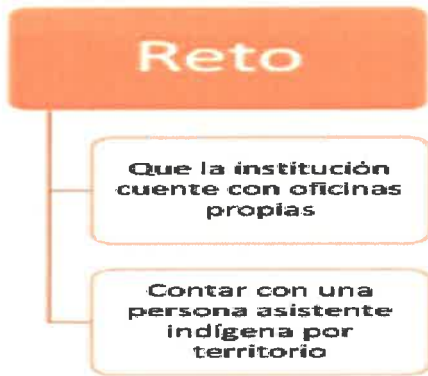 Reto
Que la institución
cuente con oficinas
propias
Contar con una
persona asistente
indígena por
territorio